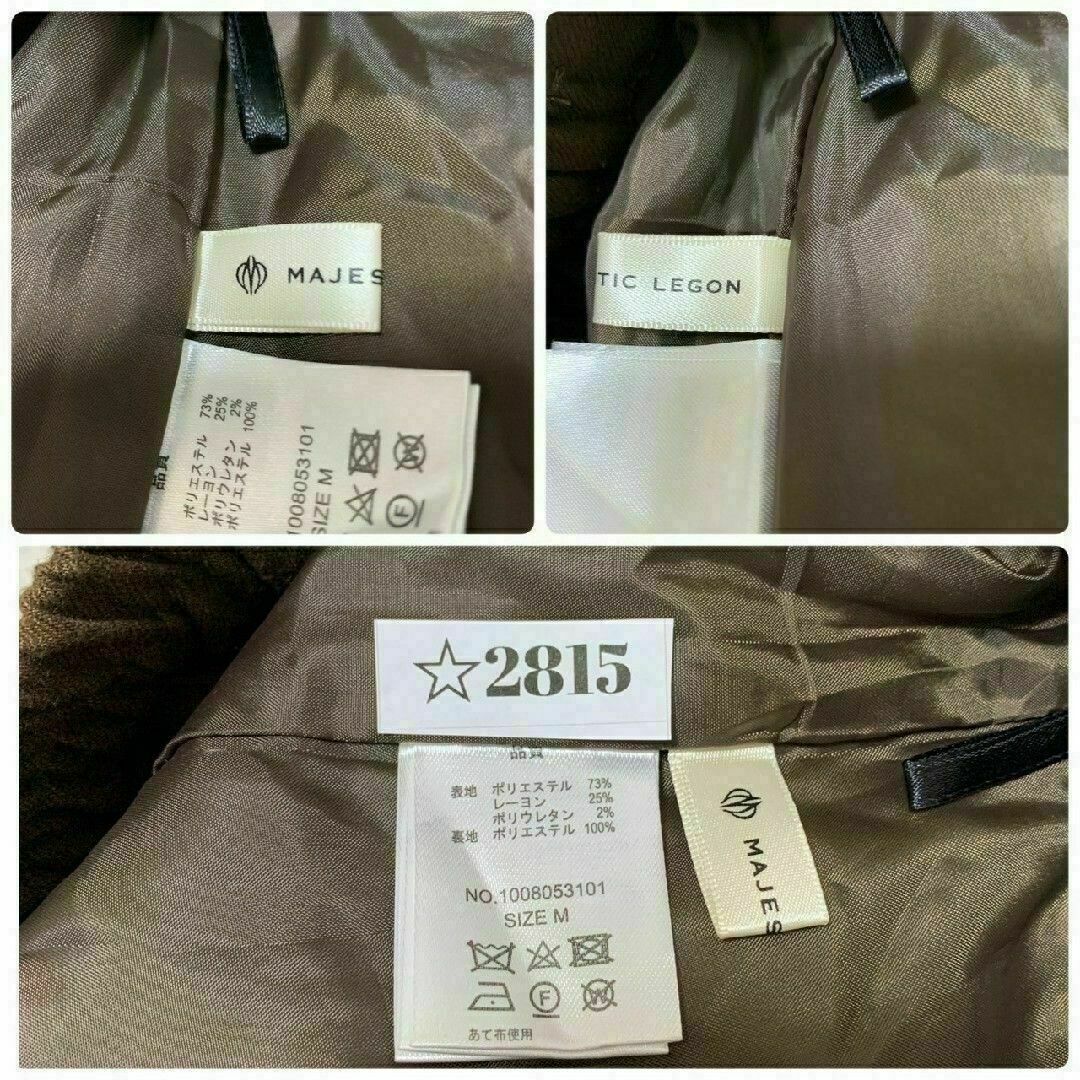 MAJES
品質
ポリエステル 73%
レーヨン 25%
ポリウレタン 2%
ポリエステル 100%
1008053101
SIZE M
F
W
TIC LEGON
☆2815
品質
表地 ポリエステル 73%
レーヨン 25%
ポリウレタン 2%
裏地 ポリエステル 100%
NO.1008053101
SIZE M
F
W
あて布使用
MAJES